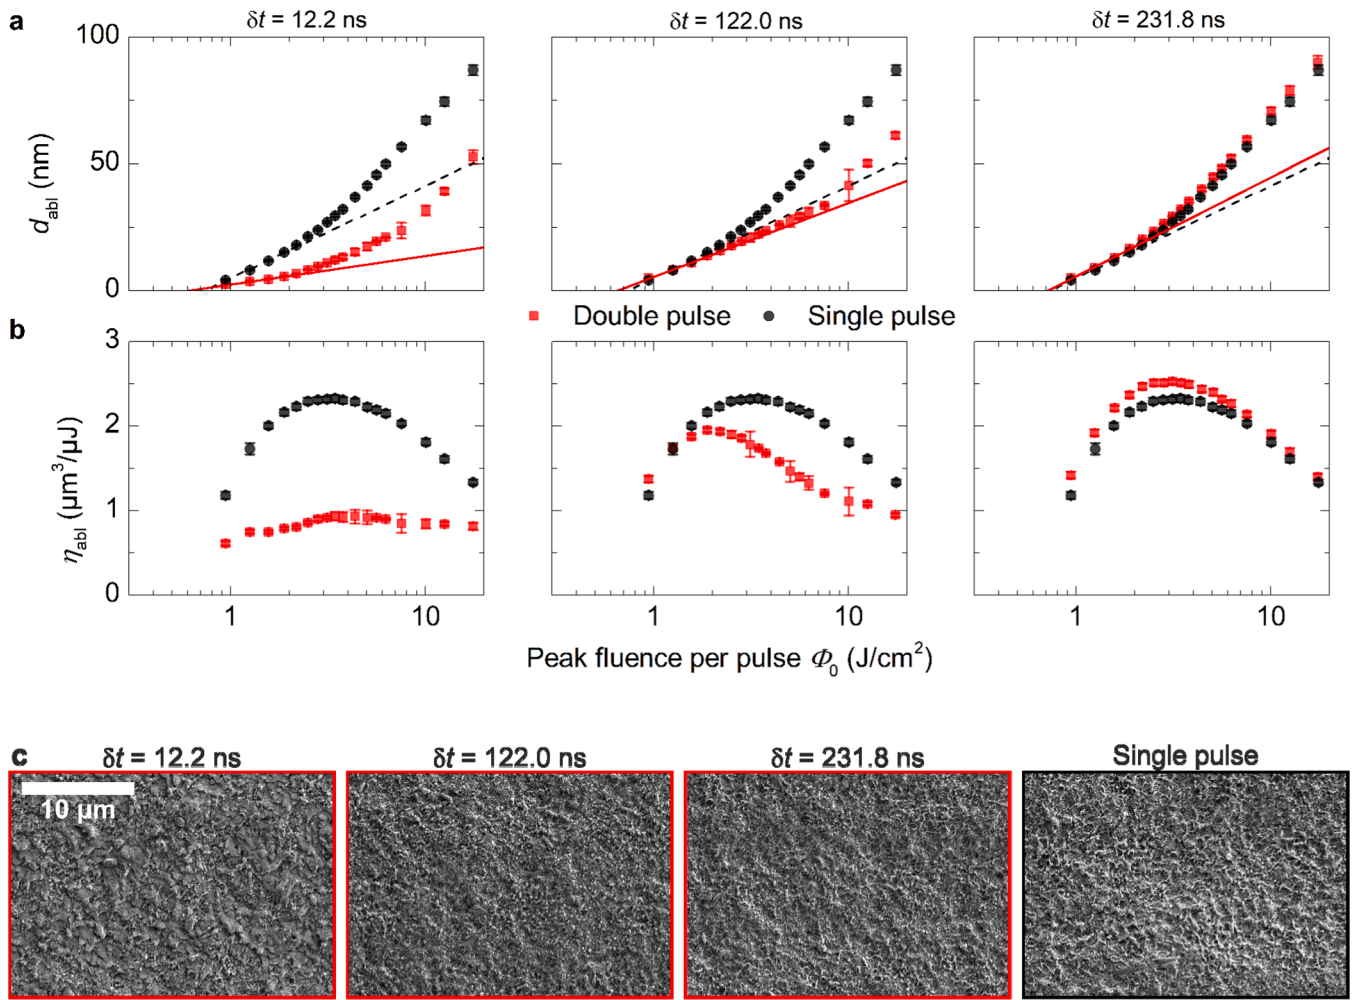 a
δt = 12.2 ns
δt = 122.0 ns
δt = 231.8 ns
100
50
0
d_abl (nm)
Double pulse
Single pulse
b
3
2
1
0
η_abl (µm³/µJ)
1 10
1 10
1 10
Peak fluence per pulse Φ₀ (J/cm²)
c
δt = 12.2 ns
δt = 122.0 ns
δt = 231.8 ns
Single pulse
10 µm